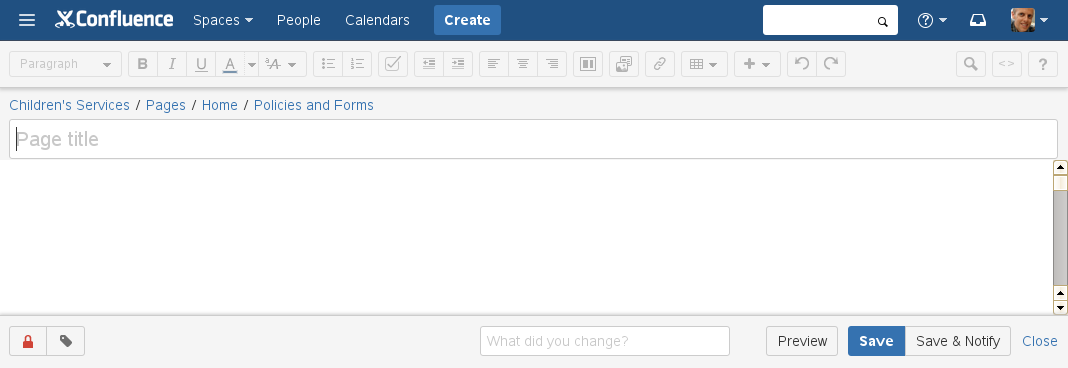 Confluence Spaces People Calendars Create
Paragraph B I U A A <> ?
Children's Services / Pages / Home / Policies and Forms
Page title
What did you change? Preview Save Save & Notify Close